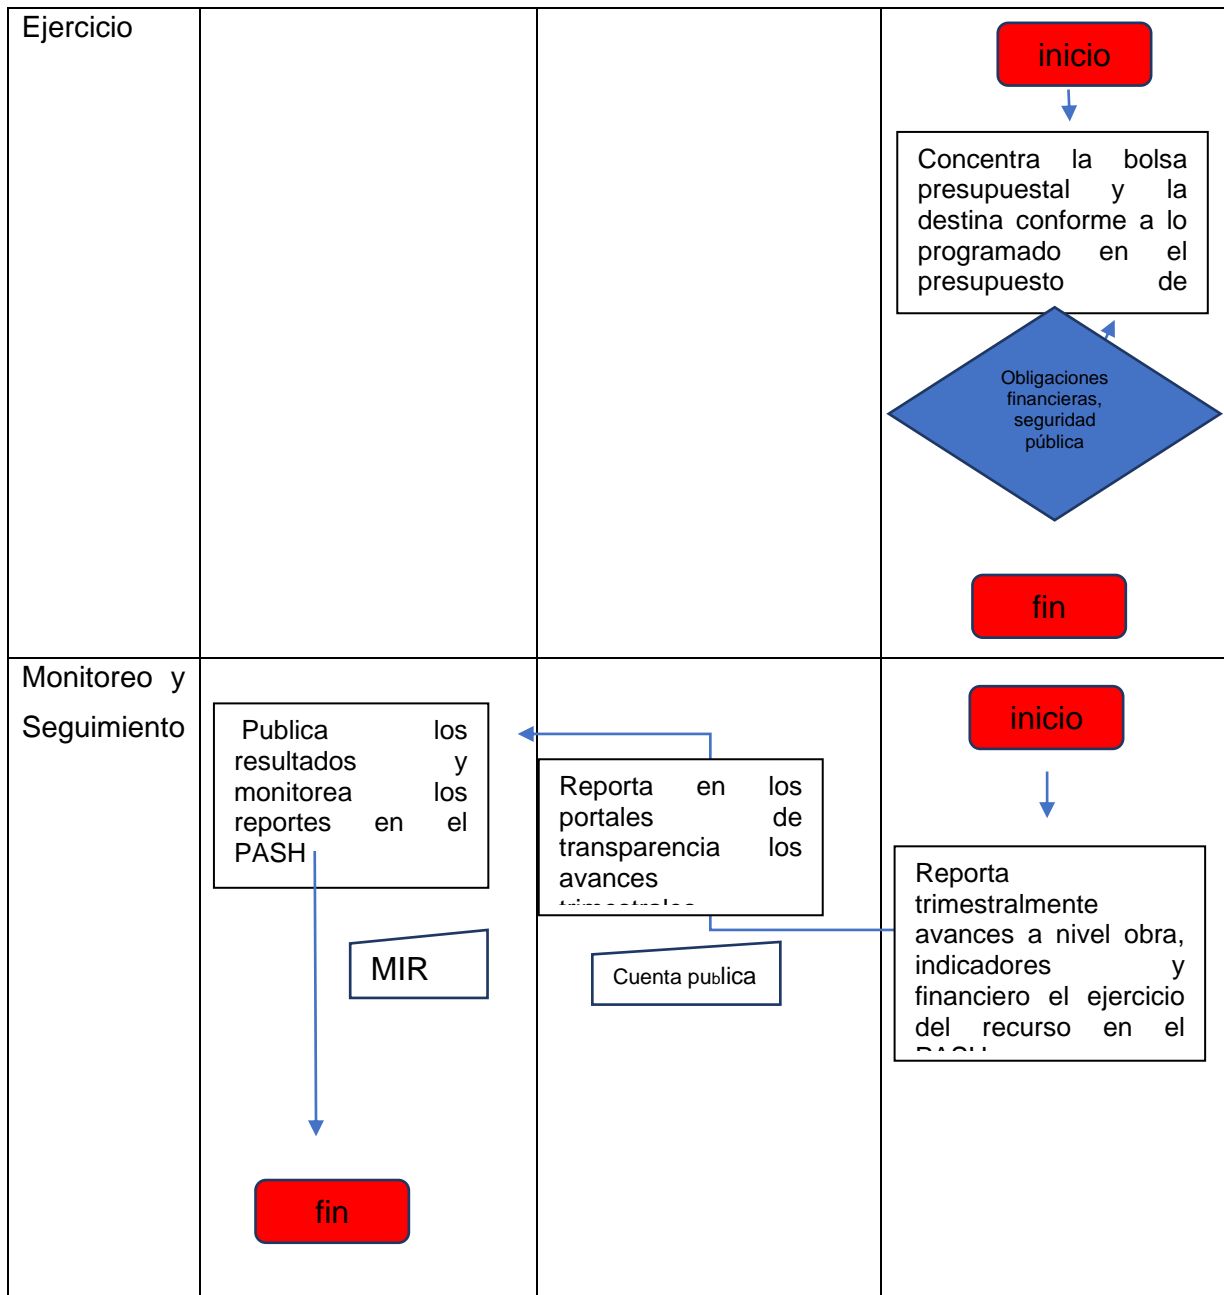 Ejercicio
inicio
Concentra la bolsa
presupuestal y la
destina conforme a lo
programado en el
presupuesto de
Obligaciones
financieras,
seguridad
pública
fin
Monitoreo y
Seguimiento
Publica los
resultados y
monitorea los
reportes en el
PASH
MIR
fin
Reporta en los
portales de
transparencia los
avances
Cuenta publica
inicio
Reporta
trimestralmente
avances a nivel obra,
indicadores y
financiero el ejercicio
del recurso en el